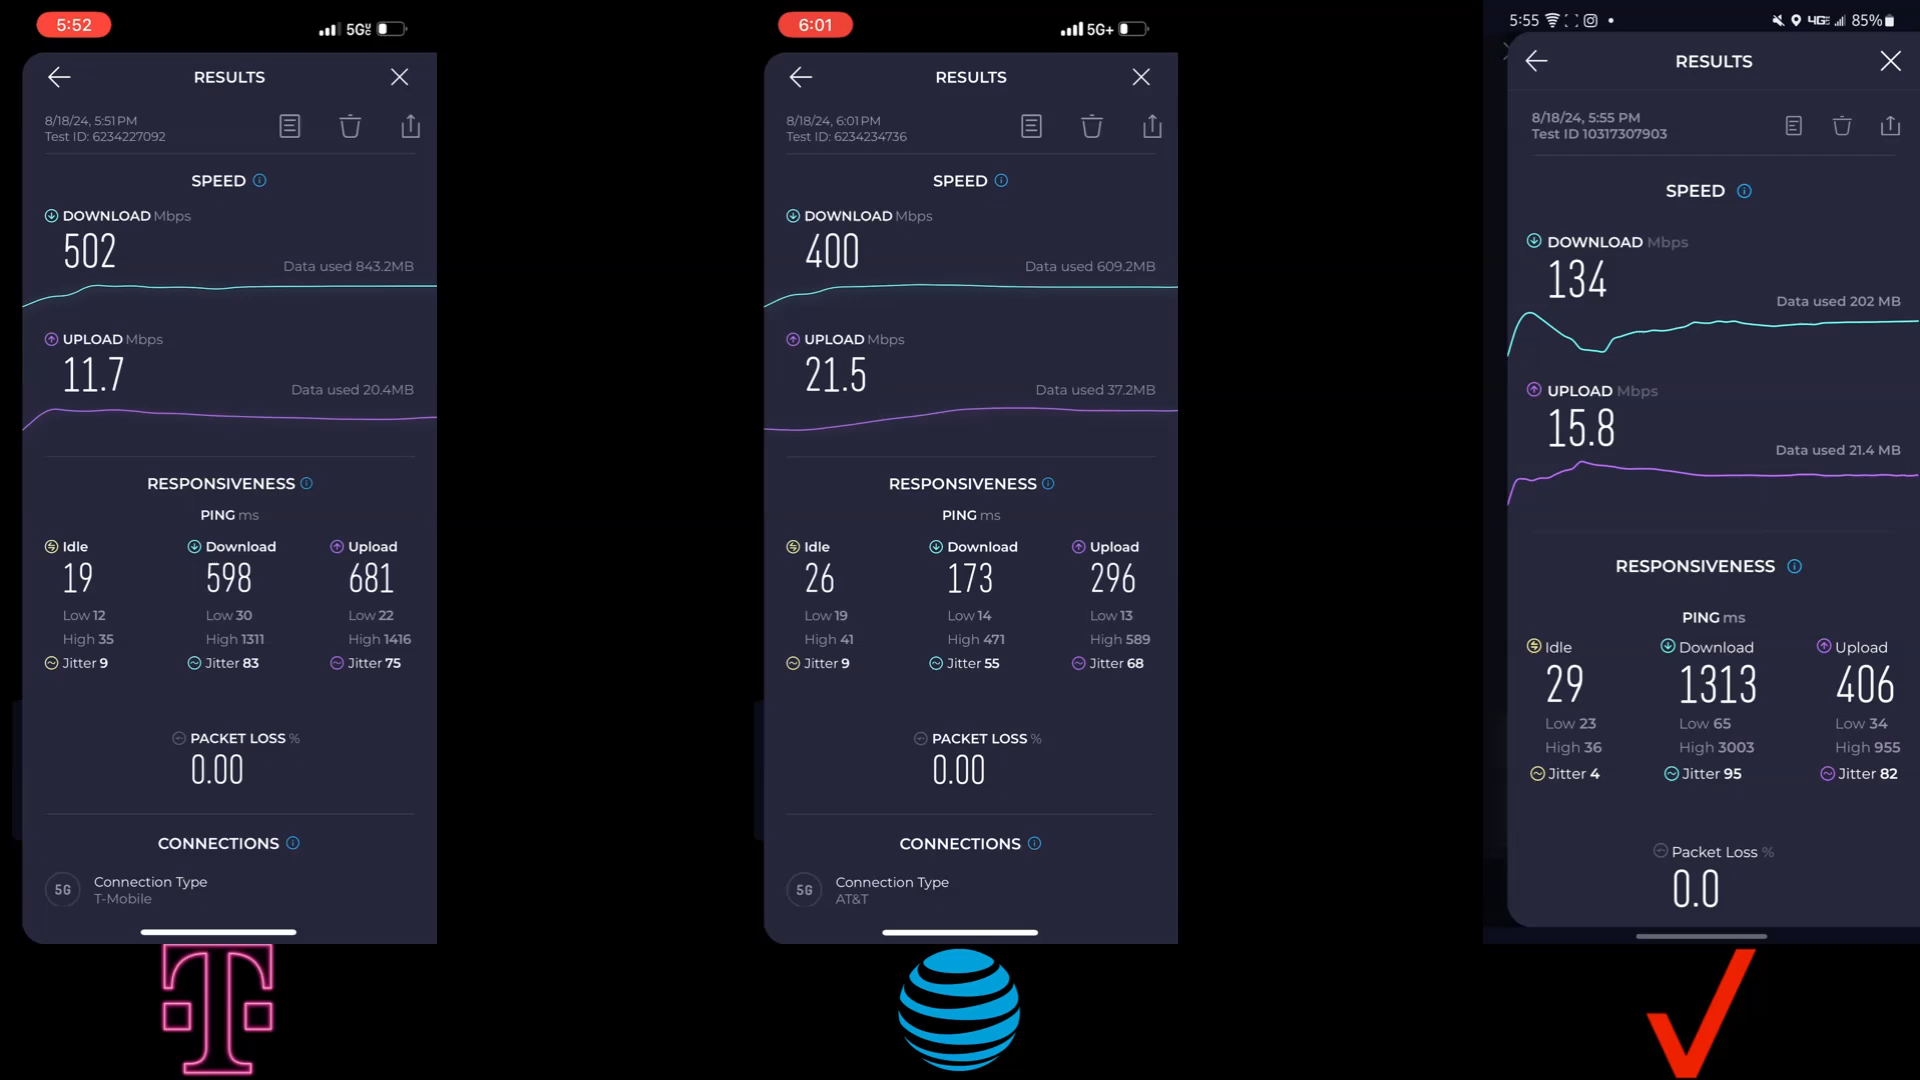 5:52
5G
RESULTS
8/18/24, 5:51 PM
Test ID: 6234227092
SPEED
DOWNLOAD Mbps
502
Data used 843.2MB
UPLOAD Mbps
11.7
Data used 20.4MB
RESPONSIVENESS
PING ms
Idle Download Upload
19 598 681
Low 12 Low 30 Low 22
High 35 High 1311 High 1416
Jitter 9 Jitter 83 Jitter 75
PACKET LOSS %
0.00
CONNECTIONS
5G
Connection Type
T-Mobile
T
6:01
5G+
RESULTS
8/18/24, 6:01 PM
Test ID: 6234234736
SPEED
DOWNLOAD Mbps
400
Data used 609.2MB
UPLOAD Mbps
21.5
Data used 37.2MB
RESPONSIVENESS
PING ms
Idle Download Upload
26 173 296
Low 19 Low 14 Low 13
High 41 High 471 High 589
Jitter 9 Jitter 55 Jitter 68
PACKET LOSS %
0.00
CONNECTIONS
5G
Connection Type
AT&T
5:55
4G 85%
RESULTS
8/18/24, 5:55 PM
Test ID 10317307903
SPEED
DOWNLOAD Mbps
134
Data used 202 MB
UPLOAD Mbps
15.8
Data used 21.4 MB
RESPONSIVENESS
PING ms
Idle Download Upload
29 1313 406
Low 23 Low 65 Low 34
High 36 High 3003 High 955
Jitter 4 Jitter 95 Jitter 82
Packet Loss %
0.0